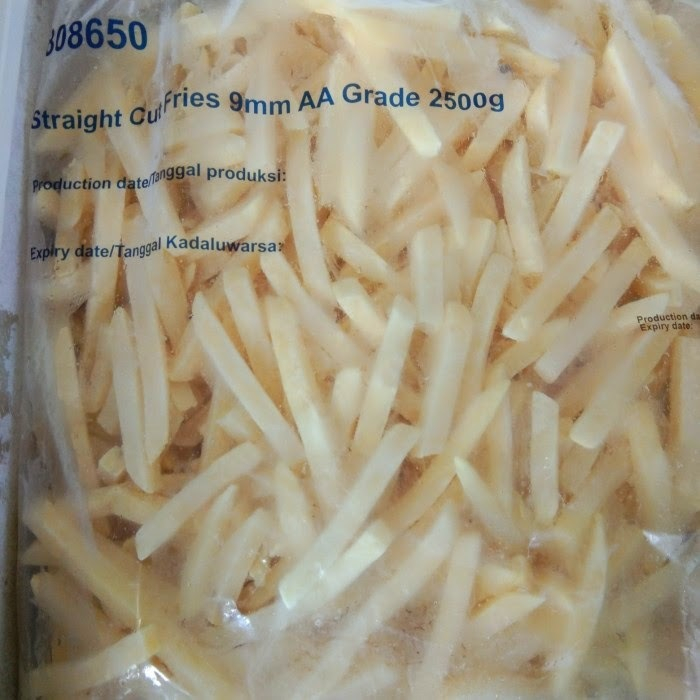 308650
Straight Cut Fries 9mm AA Grade 2500g
Production date/Tanggal produksi:
Expiry date/Tanggal Kadaluwarsa:
Production da
Expiry date: